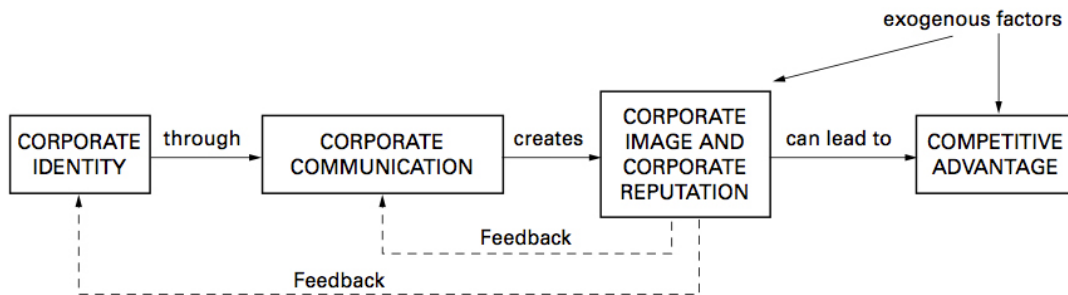 exogenous factors
CORPORATE
IDENTITY
through
CORPORATE
COMMUNICATION
creates
CORPORATE
IMAGE AND
CORPORATE
REPUTATION
can lead to
COMPETITIVE
ADVANTAGE
Feedback
Feedback